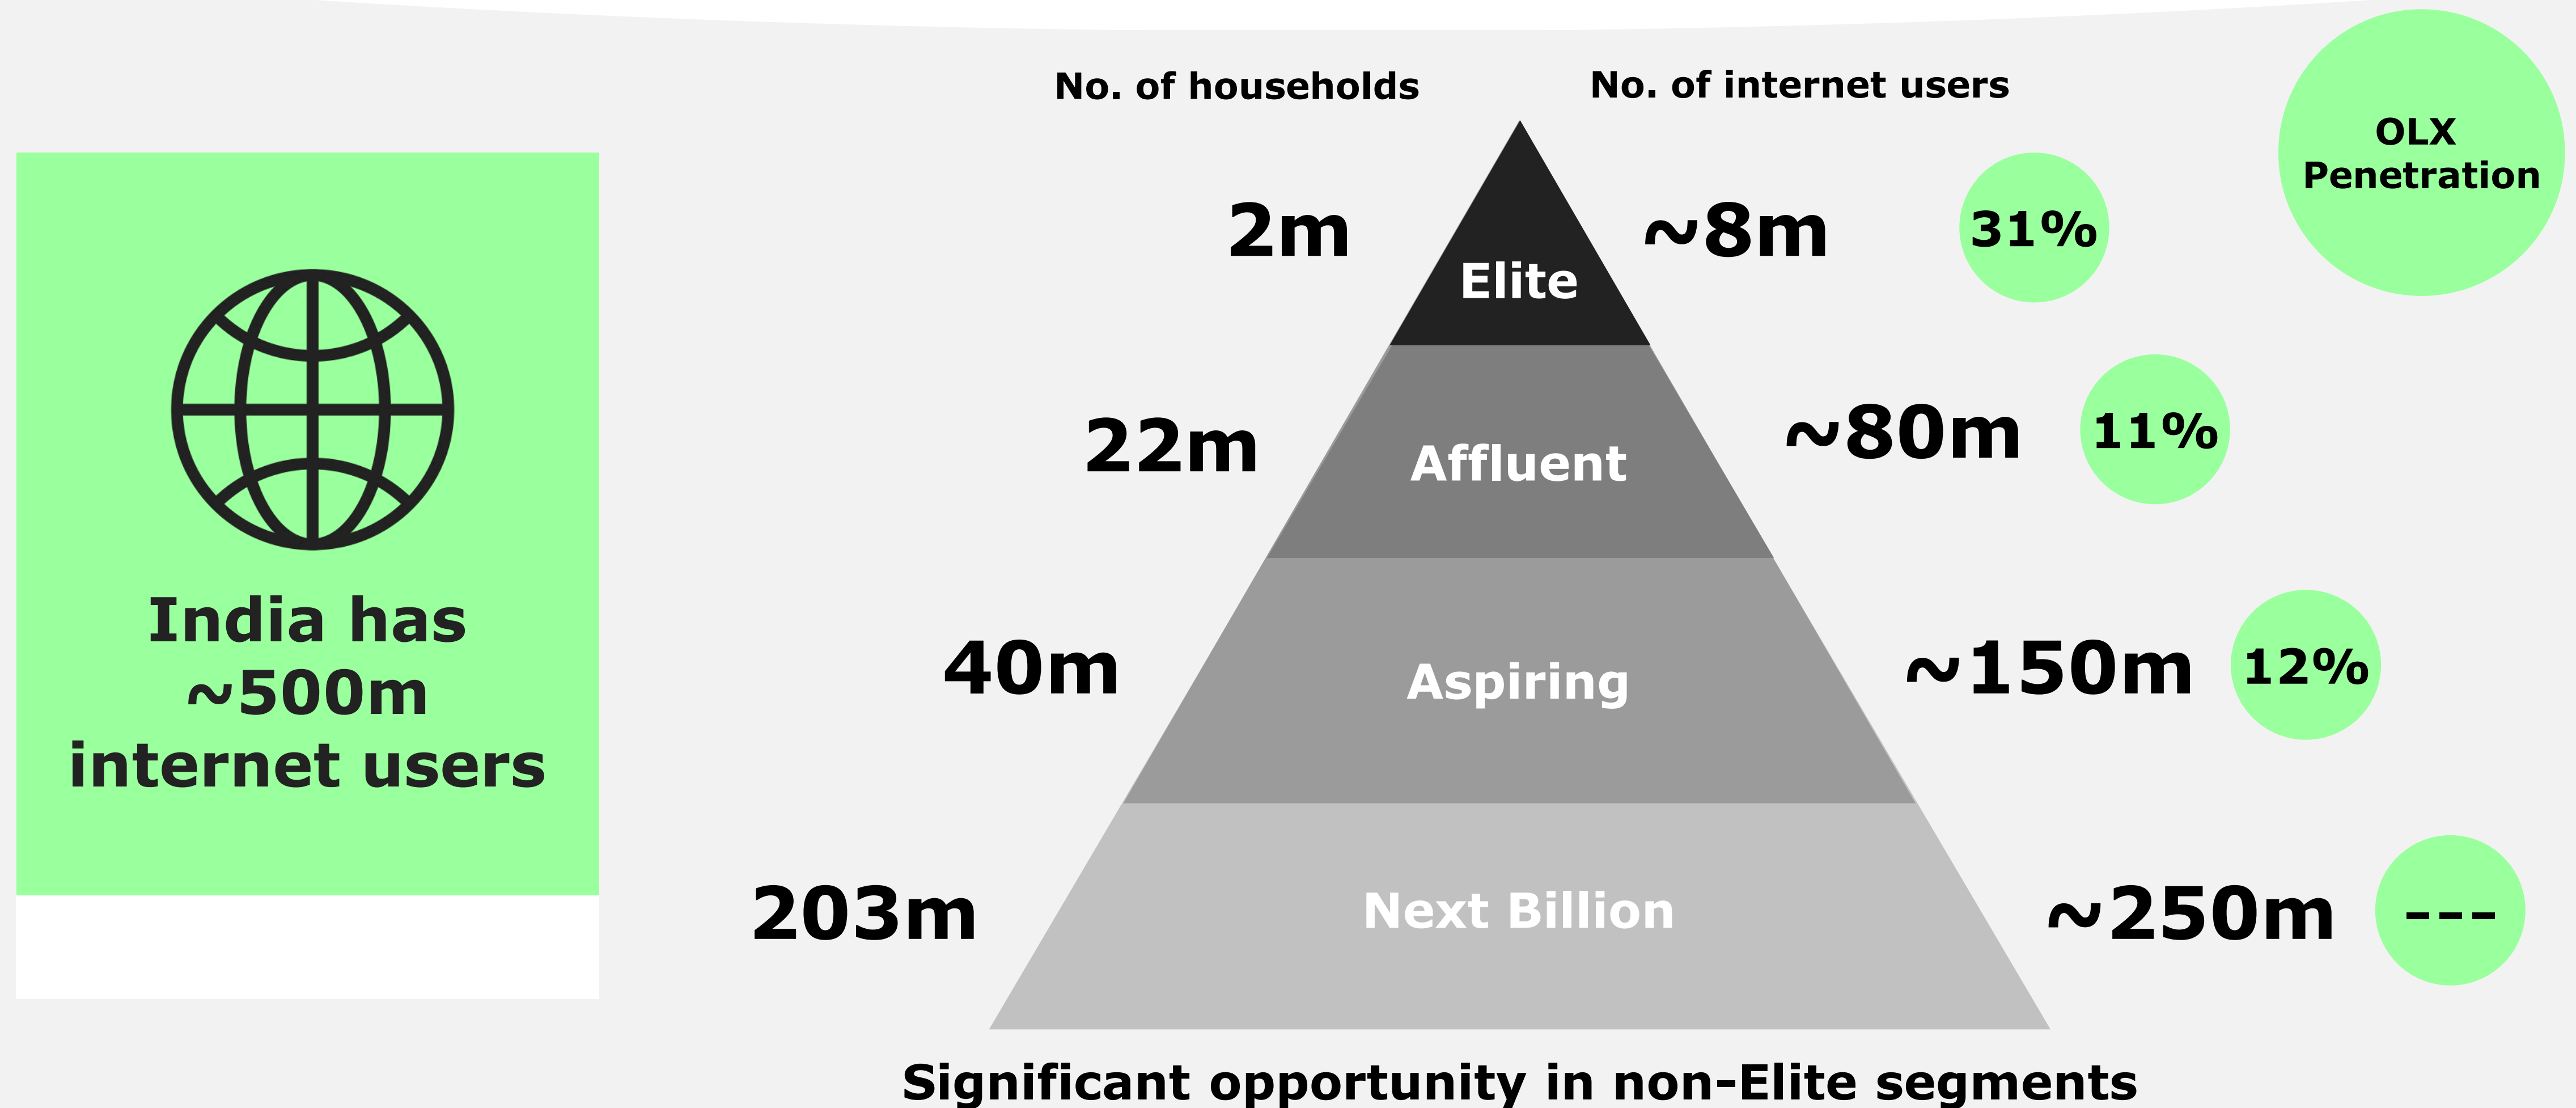 No. of households
No. of internet users
OLX
Penetration
2m
Elite
~8m
31%
22m
Affluent
~80m
11%
India has
~500m
internet users
40m
Aspiring
~150m
12%
203m
Next Billion
~250m
---
Significant opportunity in non-Elite segments